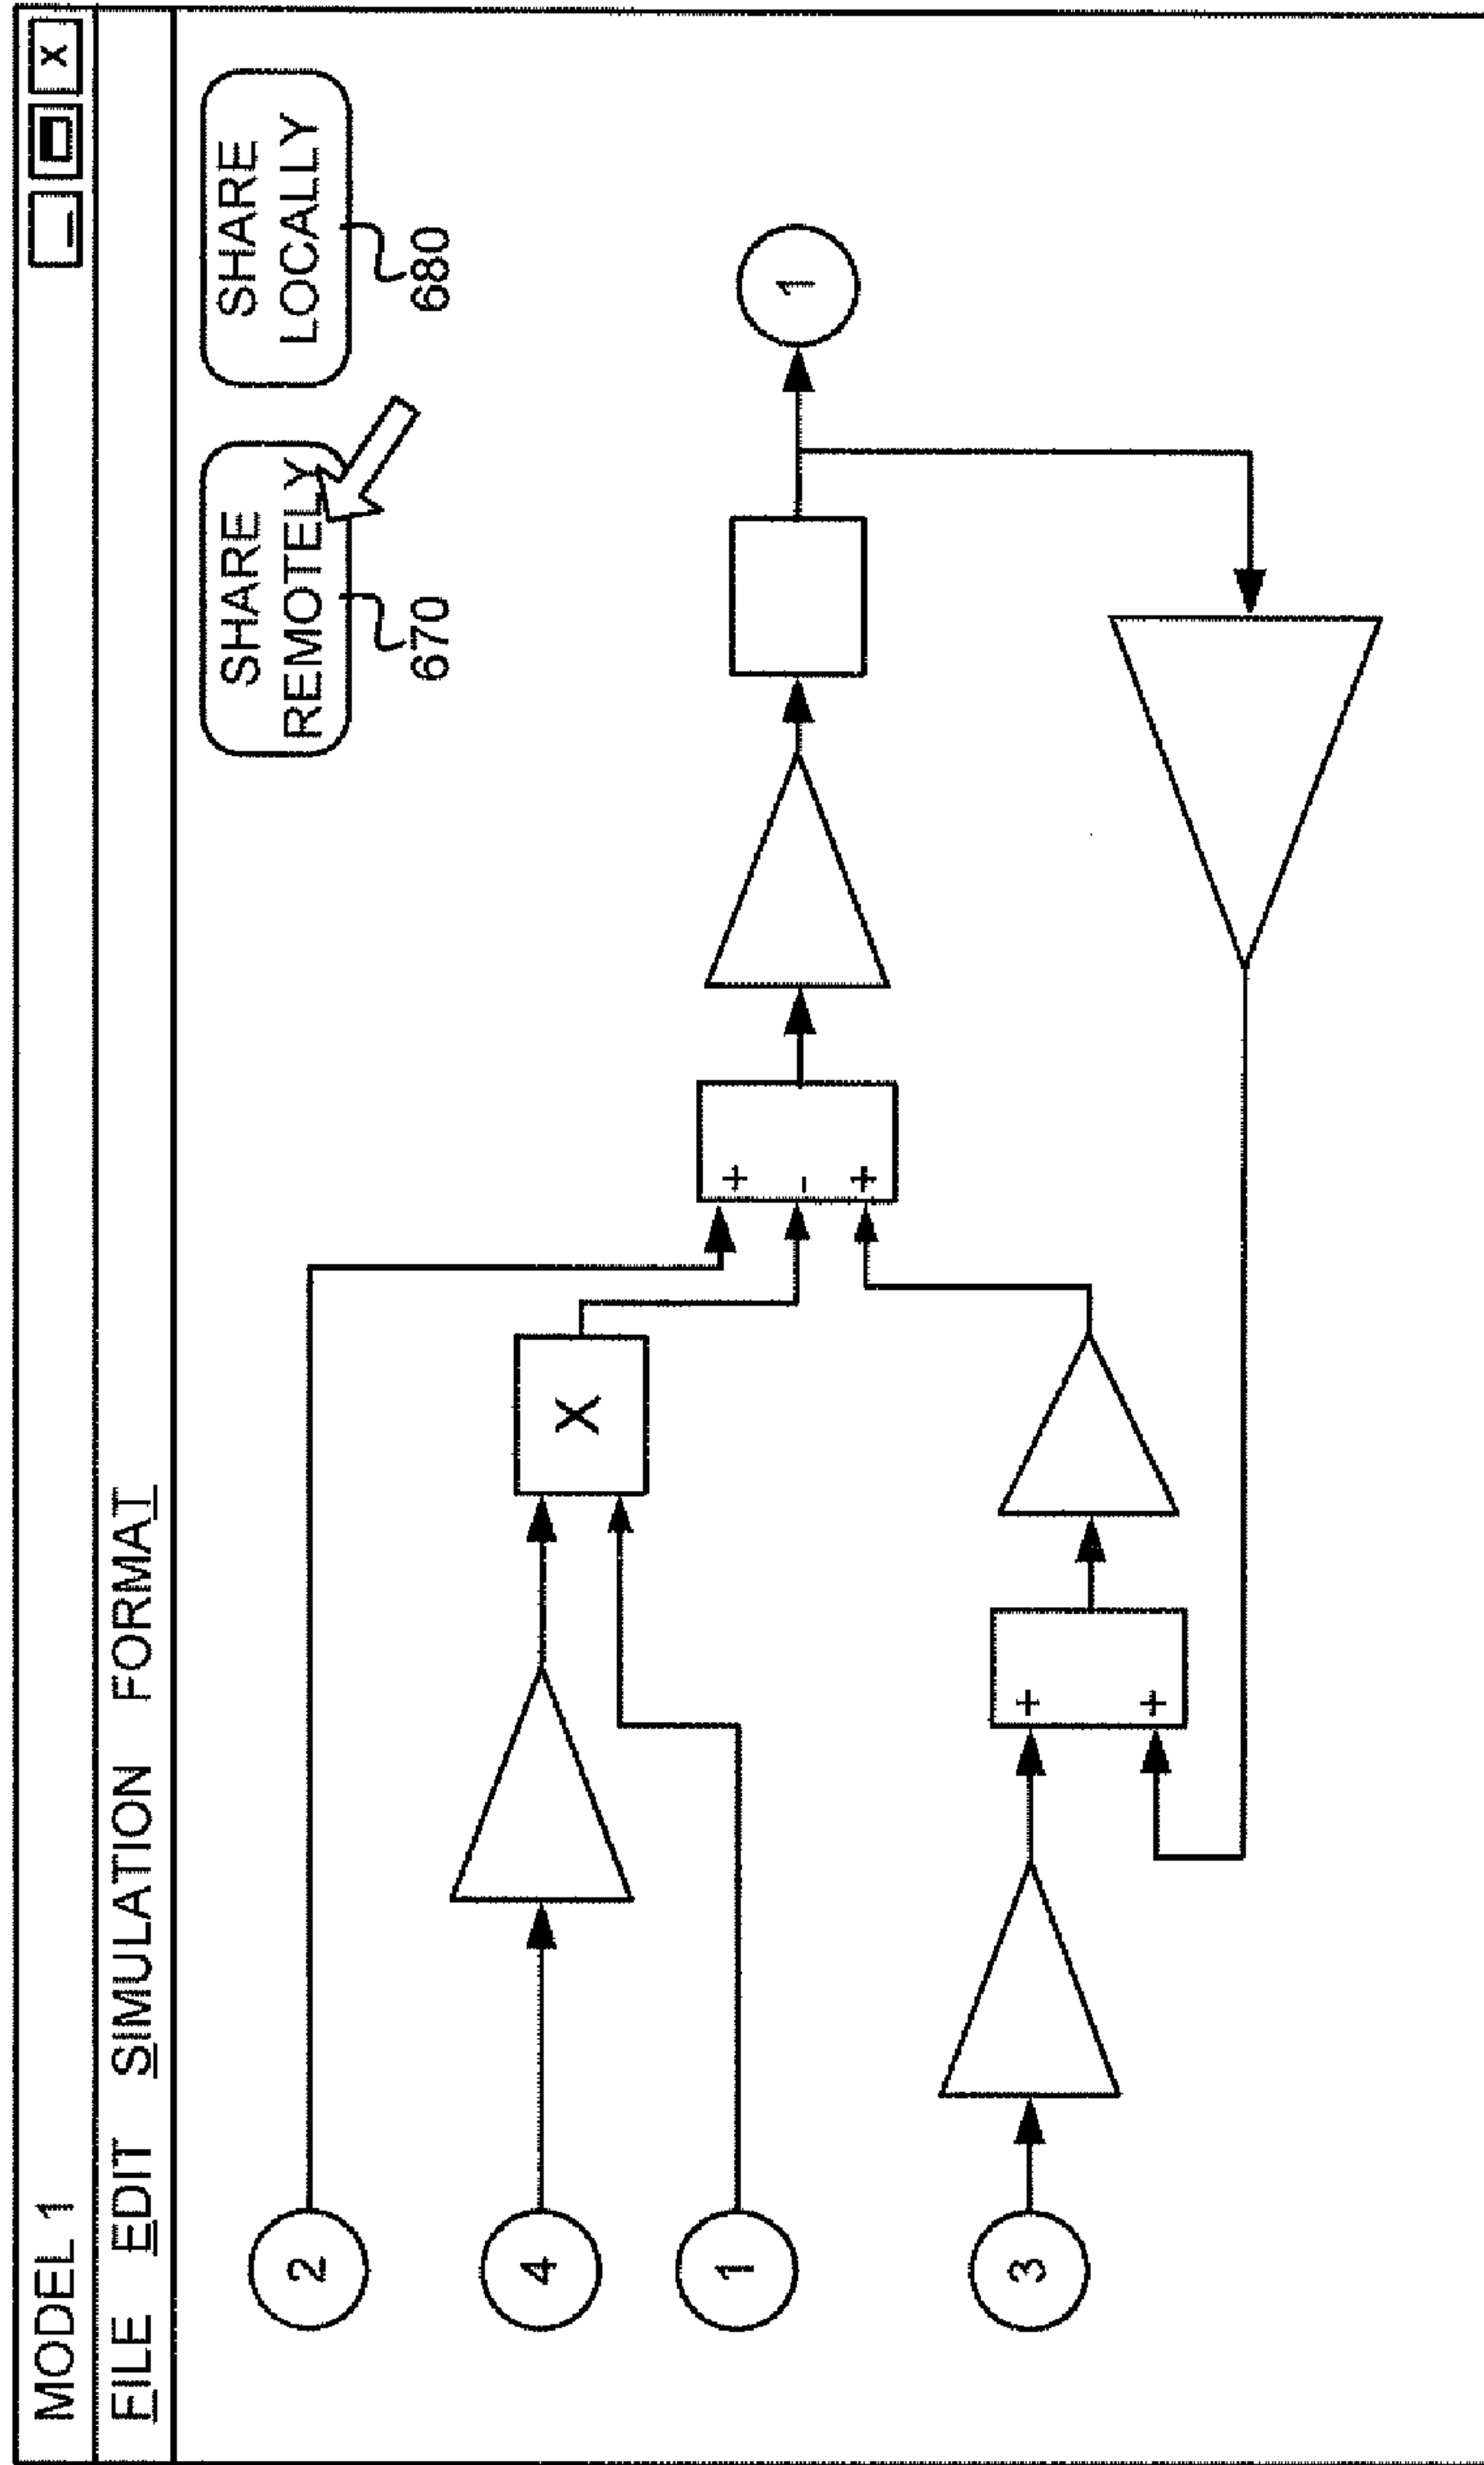 MODEL 1
_ X
FILE EDIT SIMULATION FORMAT
SHARE
REMOTELY
SHARE
LOCALLY
670
680
2
4
1
3
X
+
-
+
+
+
1